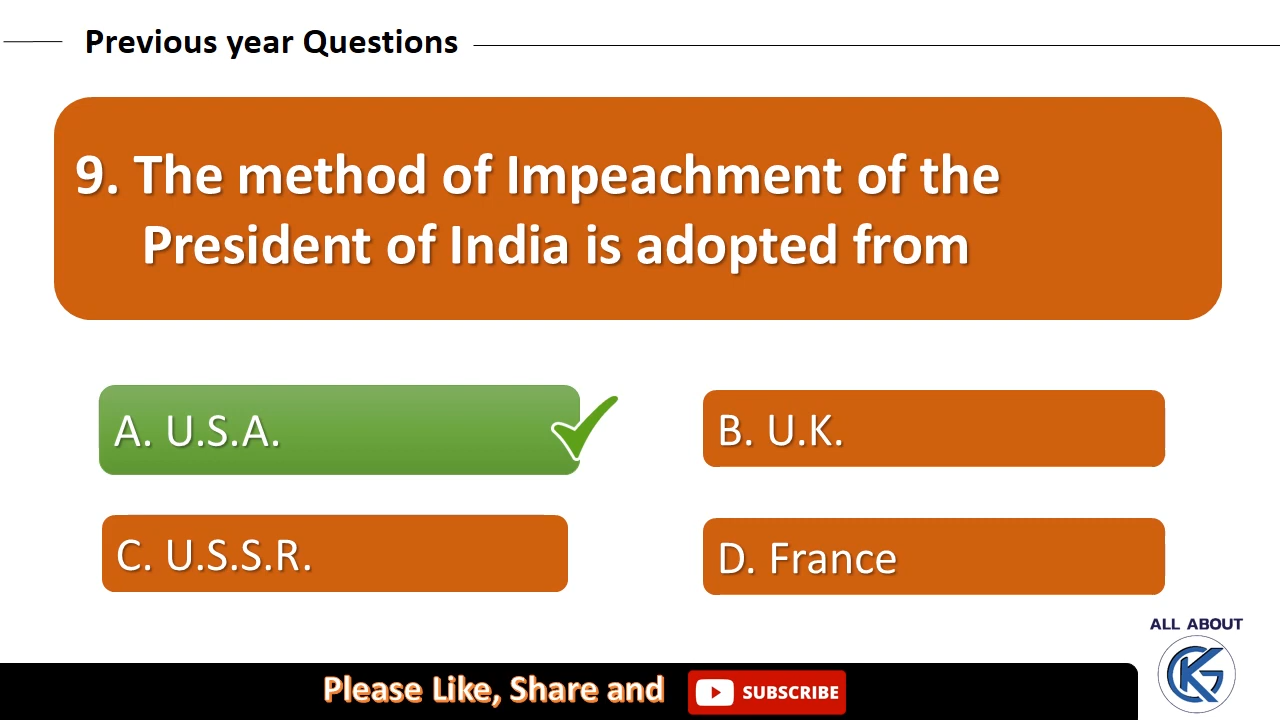 Previous year Questions
9. The method of Impeachment of the
President of India is adopted from
A. U.S.A.
B. U.K.
C. U.S.S.R.
D. France
ALL ABOUT
KG
Please Like, Share and
SUBSCRIBE